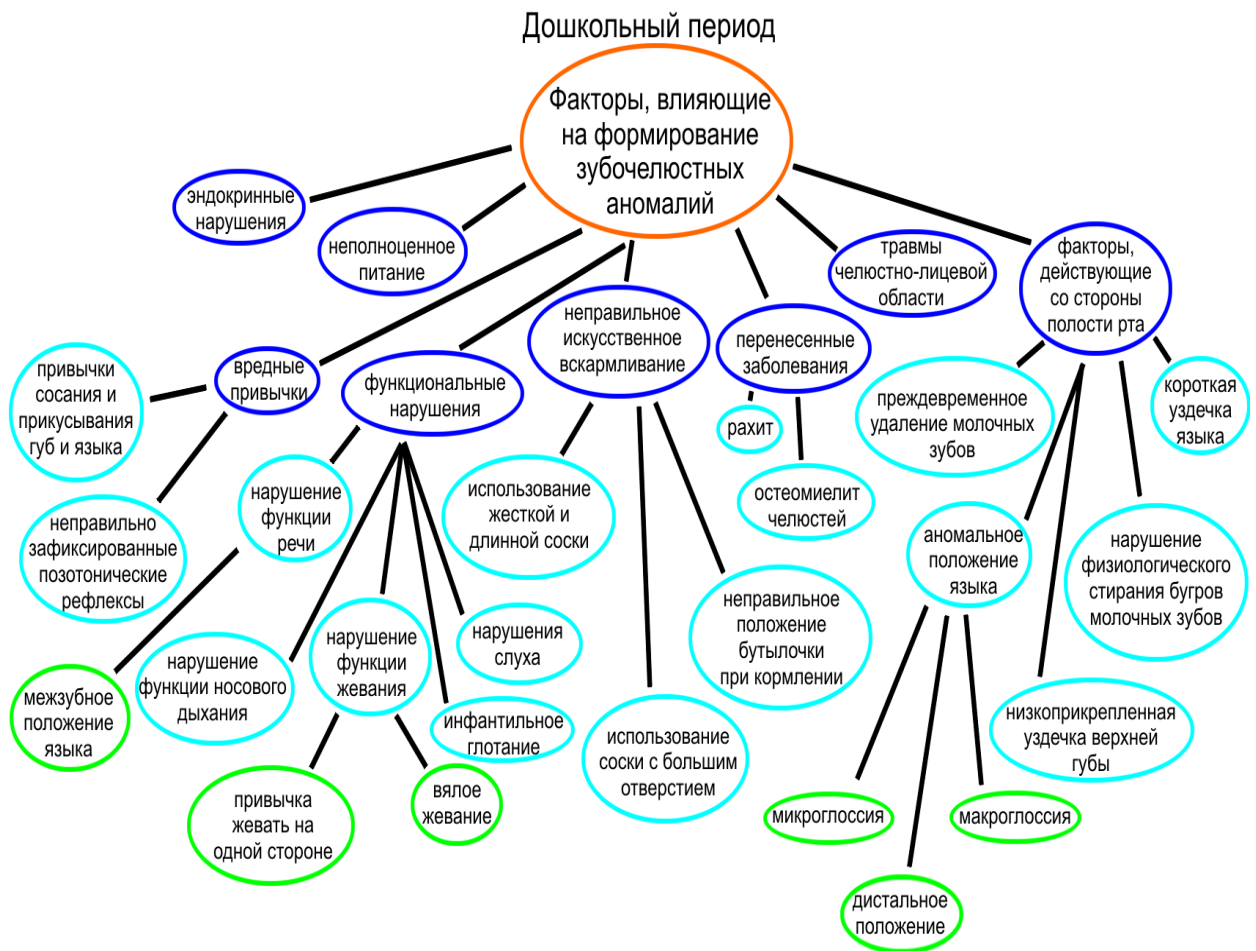 Дошкольный период
Факторы, влияющие
на формирование
зубочелюстных
аномалий
эндокринные
нарушения
неполноценное
питание
травмы
челюстно-лицевой
области
факторы,
действующие
со стороны
полости рта
неправильное
искусственное
вскармливание
перенесенные
заболевания
вредные
привычки
функциональные
нарушения
привычки
сосания и
прикусывания
губ и языка
преждевременное
удаление молочных
зубов
короткая
уздечка
языка
рахит
нарушение
функции
речи
использование
жесткой и
длинной соски
остеомиелит
челюстей
неправильно
зафиксированные
позотонические
рефлексы
аномальное
положение
языка
нарушение
физиологического
стирания бугров
молочных зубов
неправильное
положение
бутылочки
при кормлении
нарушение
функции
жевания
нарушения
слуха
нарушение
функции носового
дыхания
межзубное
положение
языка
инфантильное
глотание
использование
соски с большим
отверстием
низкоприкрепленная
уздечка верхней
губы
привычка
жевать на
одной стороне
вялое
жевание
микроглоссия
макроглоссия
дистальное
положение